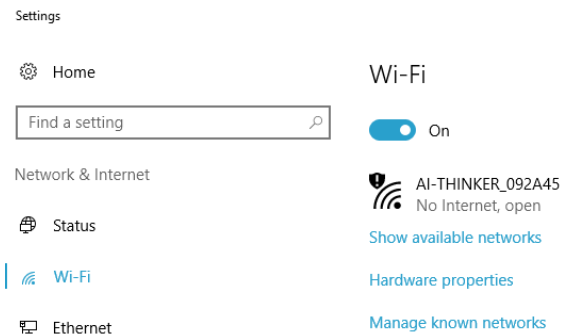 Settings
Home
Find a setting
Network & Internet
Status
Wi-Fi
Ethernet
Wi-Fi
On
AI-THINKER_092A45
No Internet, open
Show available networks
Hardware properties
Manage known networks